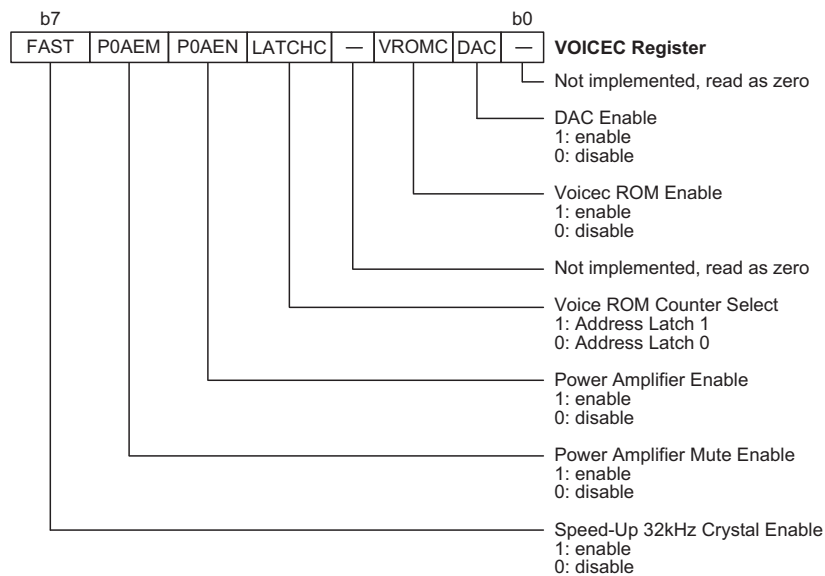 b7 b0
FAST P0AEM P0AEN LATCHC — VROMC DAC — VOICEC Register
Not implemented, read as zero
DAC Enable
1: enable
0: disable
Voicec ROM Enable
1: enable
0: disable
Not implemented, read as zero
Voice ROM Counter Select
1: Address Latch 1
0: Address Latch 0
Power Amplifier Enable
1: enable
0: disable
Power Amplifier Mute Enable
1: enable
0: disable
Speed-Up 32kHz Crystal Enable
1: enable
0: disable